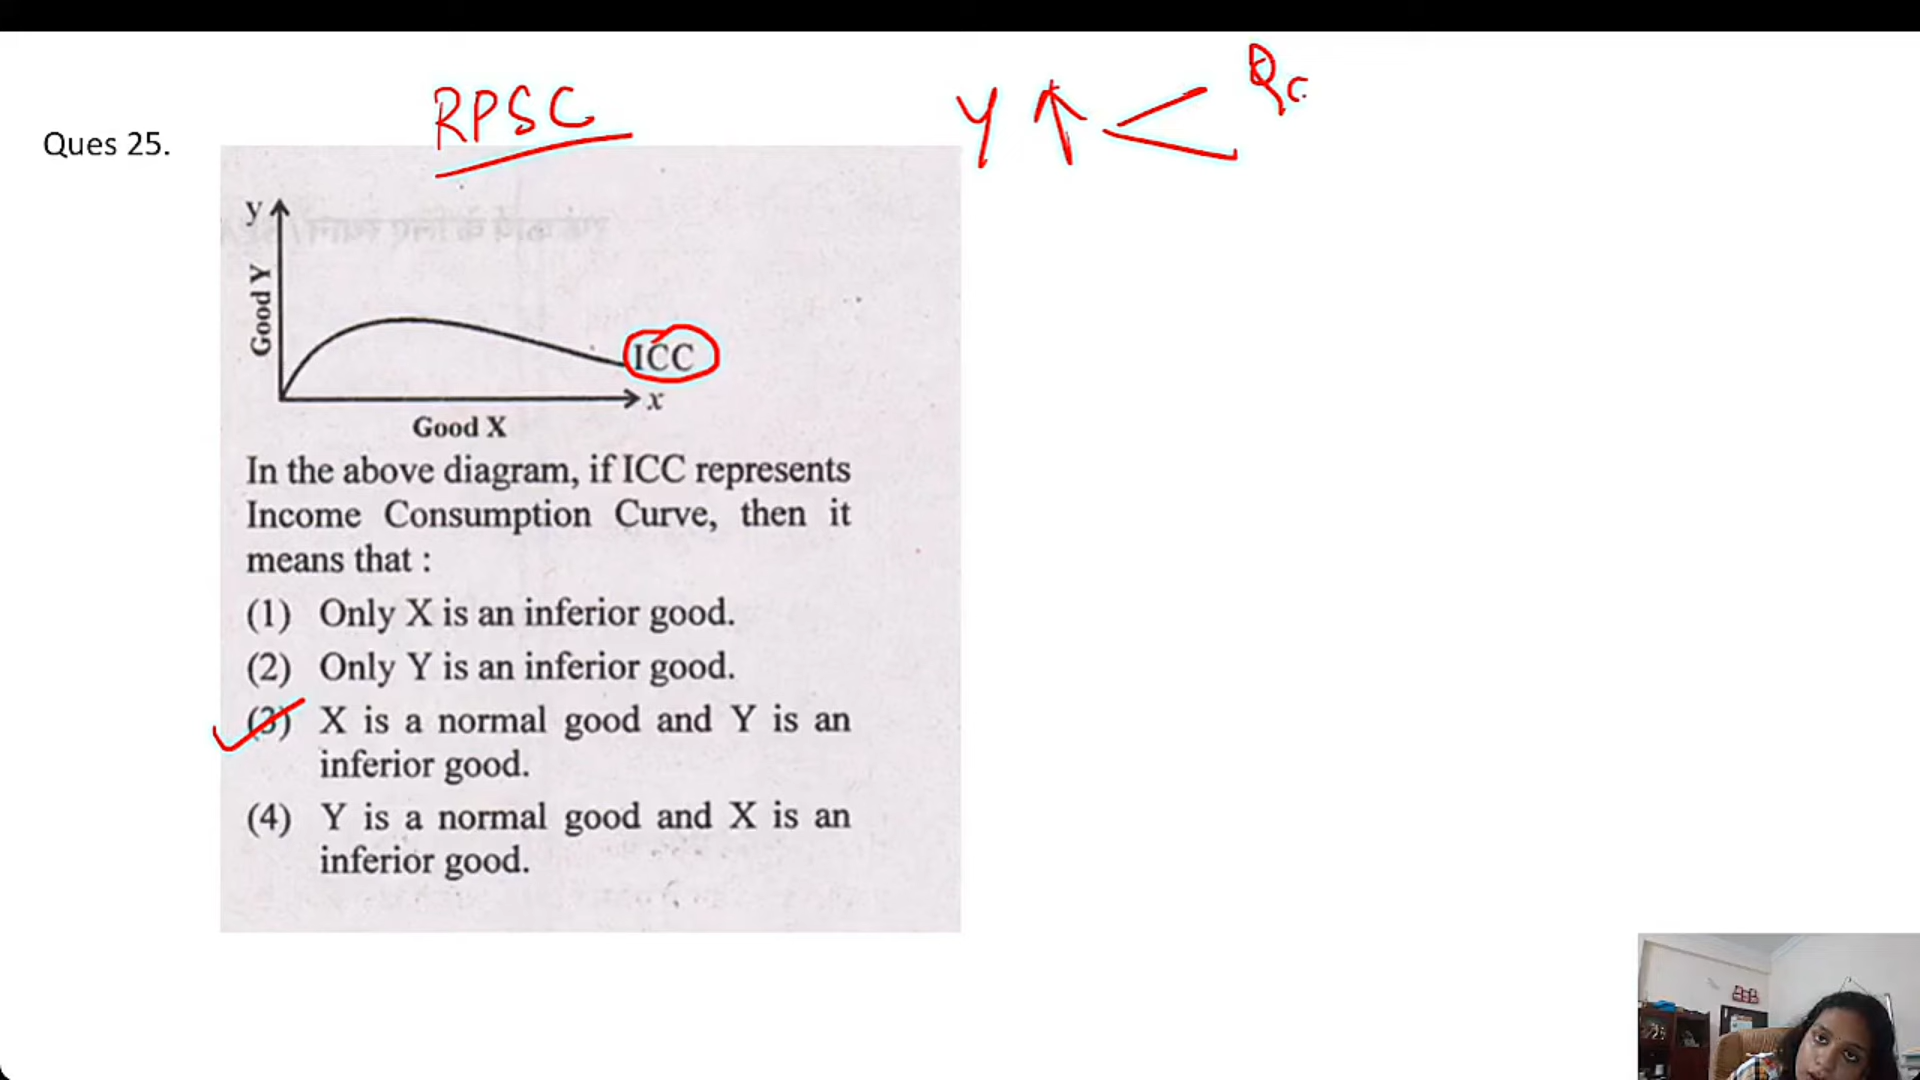 RPSC
Y ↑ < Qc
Ques 25.
y
Good Y
ICC
x
Good X
In the above diagram, if ICC represents
Income Consumption Curve, then it
means that :
(1) Only X is an inferior good.
(2) Only Y is an inferior good.
(3) X is a normal good and Y is an
inferior good.
(4) Y is a normal good and X is an
inferior good.